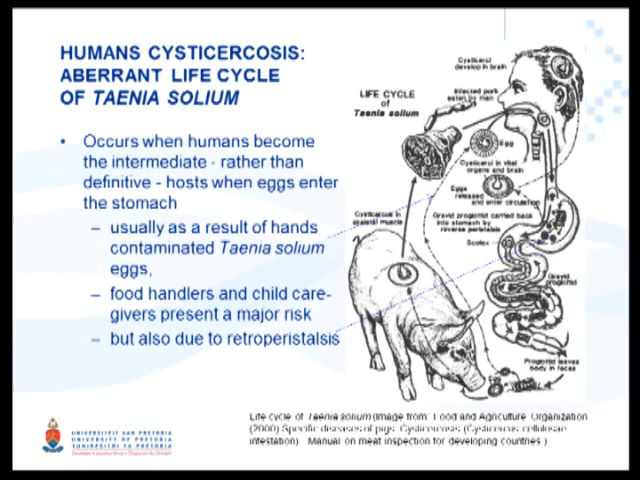 HUMANS CYSTICERCOSIS:
ABERRANT LIFE CYCLE
OF TAENIA SOLIUM
• Occurs when humans become
the intermediate - rather than
definitive - hosts when eggs enter
the stomach
– usually as a result of hands
contaminated Taenia solium
eggs,
– food handlers and child care-
givers present a major risk
– but also due to retroperistalsis
LIFE CYCLE
of
Taenia solium
Cysticerci
develop in brain
Infected pork
eaten by man
Egg
Cysticerci in vital
organs and brain
Eggs
released
and enter circulation
Cysticercus in
skeletal muscle
Gravid proglottid carried back
into stomach by
reverse peristalsis
Scolex
Gravid
proglottid
Proglottid leaves
body in feces
Egg
Life cycle of Taenia solium (Image from: Food and Agriculture Organization
(2000) Specific diseases of pigs: Cysticercosis (Cysticercus cellulosae
infestation). Manual on meat inspection for developing countries.)
UNIVERSITEIT VAN PRETORIA
UNIVERSITY OF PRETORIA
YUNIBESITHI YA PRETORIA